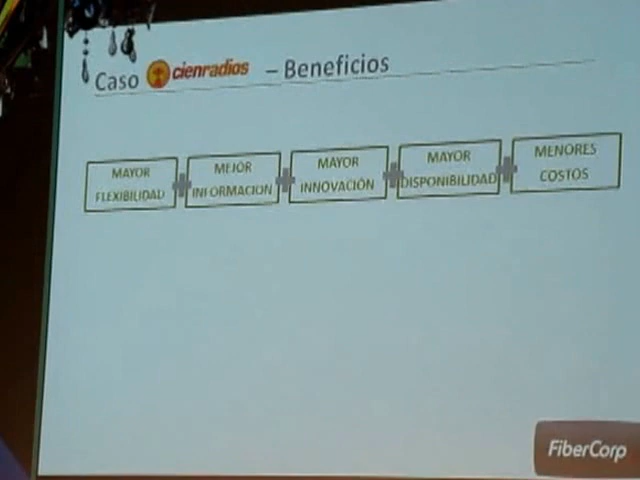 Caso cienradios – Beneficios
MAYOR
FLEXIBILIDAD
MEJOR
INFORMACION
MAYOR
INNOVACIÓN
MAYOR
DISPONIBILIDAD
MENORES
COSTOS
FiberCorp